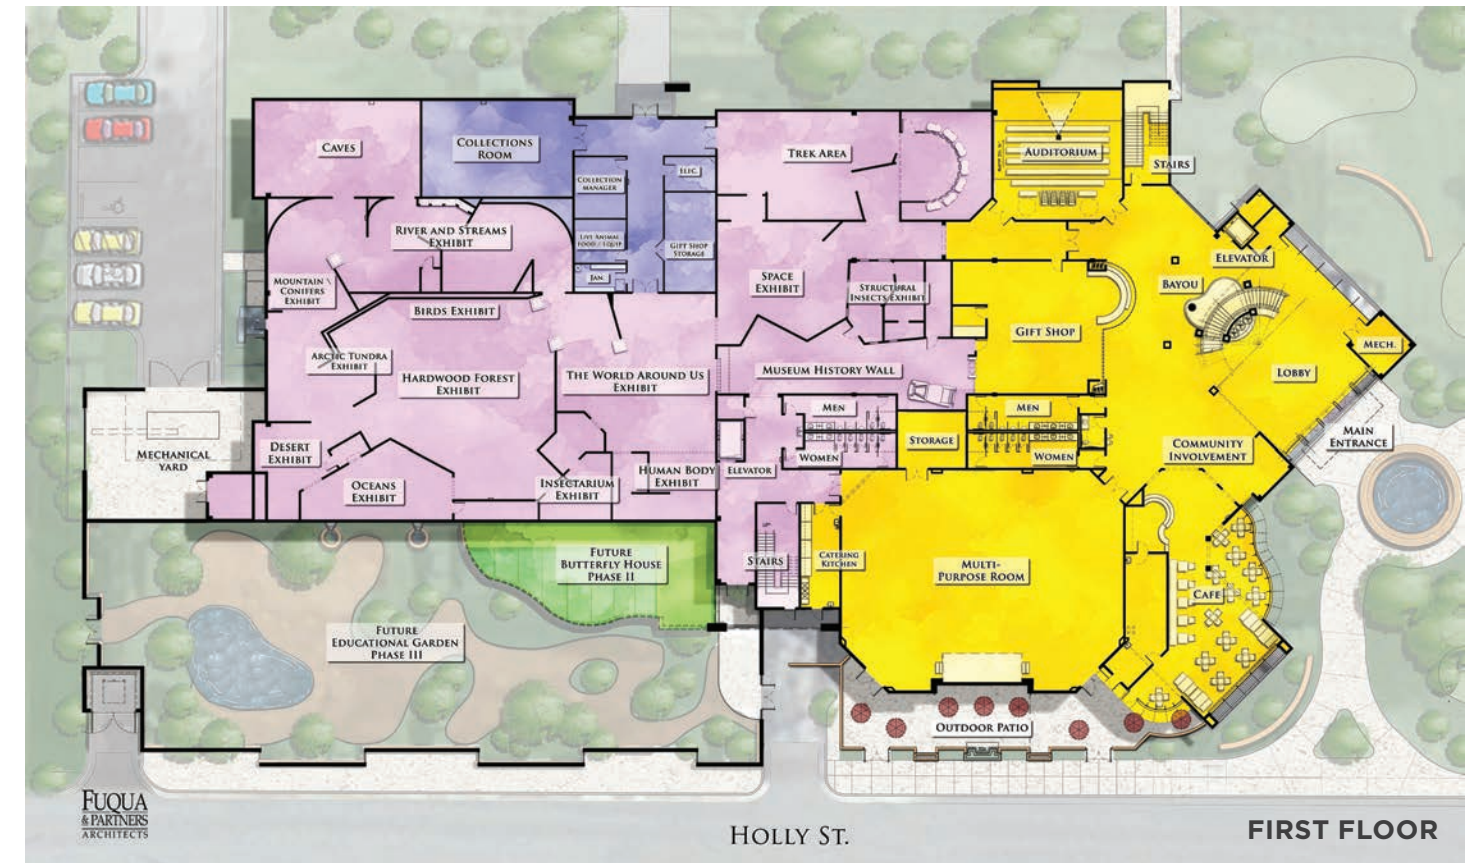 CAVES
COLLECTIONS
ROOM
TREK AREA
AUDITORIUM
STAIRS
COLLECTION
MANAGER
ELEC.
RIVER AND STREAMS
EXHIBIT
LIVE ANIMAL
FOOD / EQUIP
GIFT SHOP
STORAGE
JAN.
ELEVATOR
MOUNTAIN \
CONIFERS
EXHIBIT
SPACE
EXHIBIT
STRUCTURAL
INSECTS EXHIBIT
BAYOU
BIRDS EXHIBIT
GIFT SHOP
MECH.
ARCTIC TUNDRA
EXHIBIT
HARDWOOD FOREST
EXHIBIT
THE WORLD AROUND US
EXHIBIT
MUSEUM HISTORY WALL
LOBBY
MEN
MEN
STORAGE
MAIN
ENTRANCE
MECHANICAL
YARD
DESERT
EXHIBIT
WOMEN
WOMEN
COMMUNITY
INVOLVEMENT
OCEANS
EXHIBIT
INSECTARIUM
EXHIBIT
HUMAN BODY
EXHIBIT
ELEVATOR
UP
STAIRS
CATERING
KITCHEN
FUTURE
BUTTERFLY HOUSE
PHASE II
MULTI-
PURPOSE ROOM
CAFE
FUTURE
EDUCATIONAL GARDEN
PHASE III
OUTDOOR PATIO
FUQUA
& PARTNERS
ARCHITECTS
HOLLY ST.
FIRST FLOOR